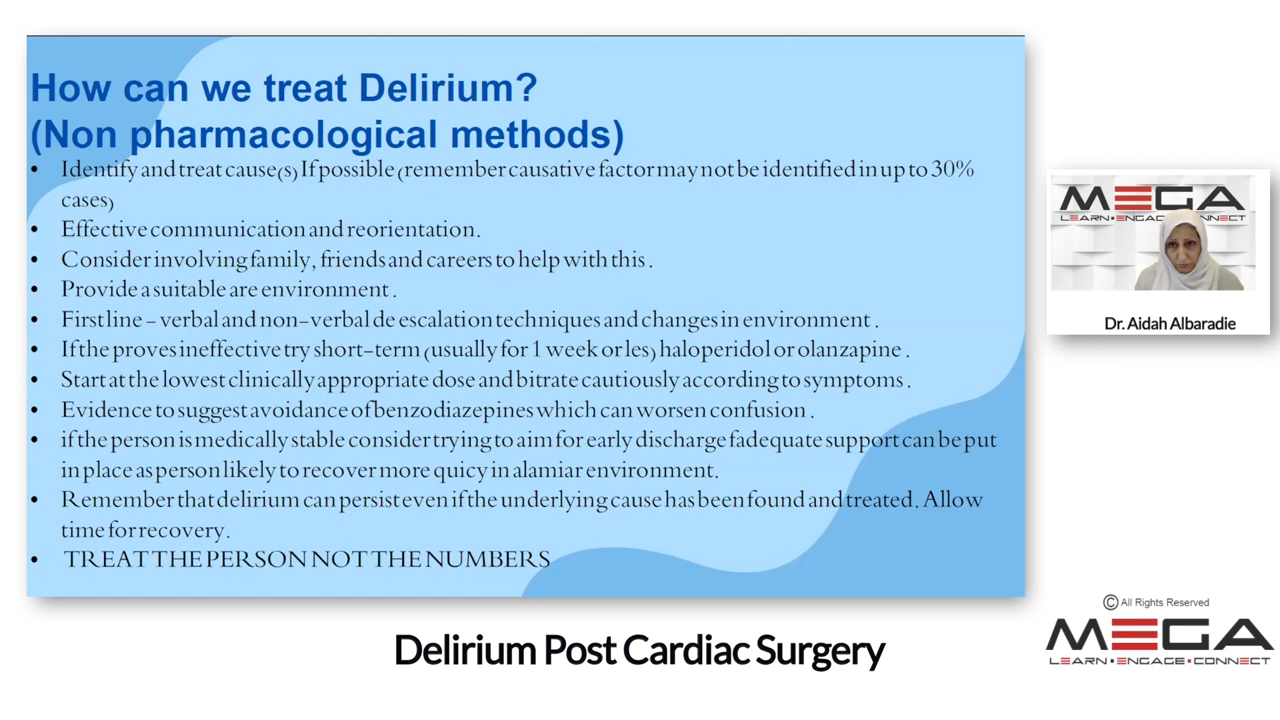 How can we treat Delirium?
(Non pharmacological methods)
• Identify and treat cause(s) If possible (remember causative factor may not be identified in up to 30%
cases)
• Effective communication and reorientation.
• Consider involving family, friends and careers to help with this .
• Provide a suitable are environment .
• First line – verbal and non-verbal de escalation techniques and changes in environment .
• If the proves ineffective try short-term (usually for 1 week or les) haloperidol or olanzapine .
• Start at the lowest clinically appropriate dose and bitrate cautiously according to symptoms .
• Evidence to suggest avoidance of benzodiazepines which can worsen confusion .
• if the person is medically stable consider trying to aim for early discharge fadequate support can be put
in place as person likely to recover more quicy in alamiar environment.
• Remember that delirium can persist even if the underlying cause has been found and treated. Allow
time for recovery.
• TREAT THE PERSON NOT THE NUMBERS
MEGA
LEARN•ENGAGE•CONNECT
Dr. Aidah Albaradie
Delirium Post Cardiac Surgery
© All Rights Reserved
MEGA
LEARN•ENGAGE•CONNECT